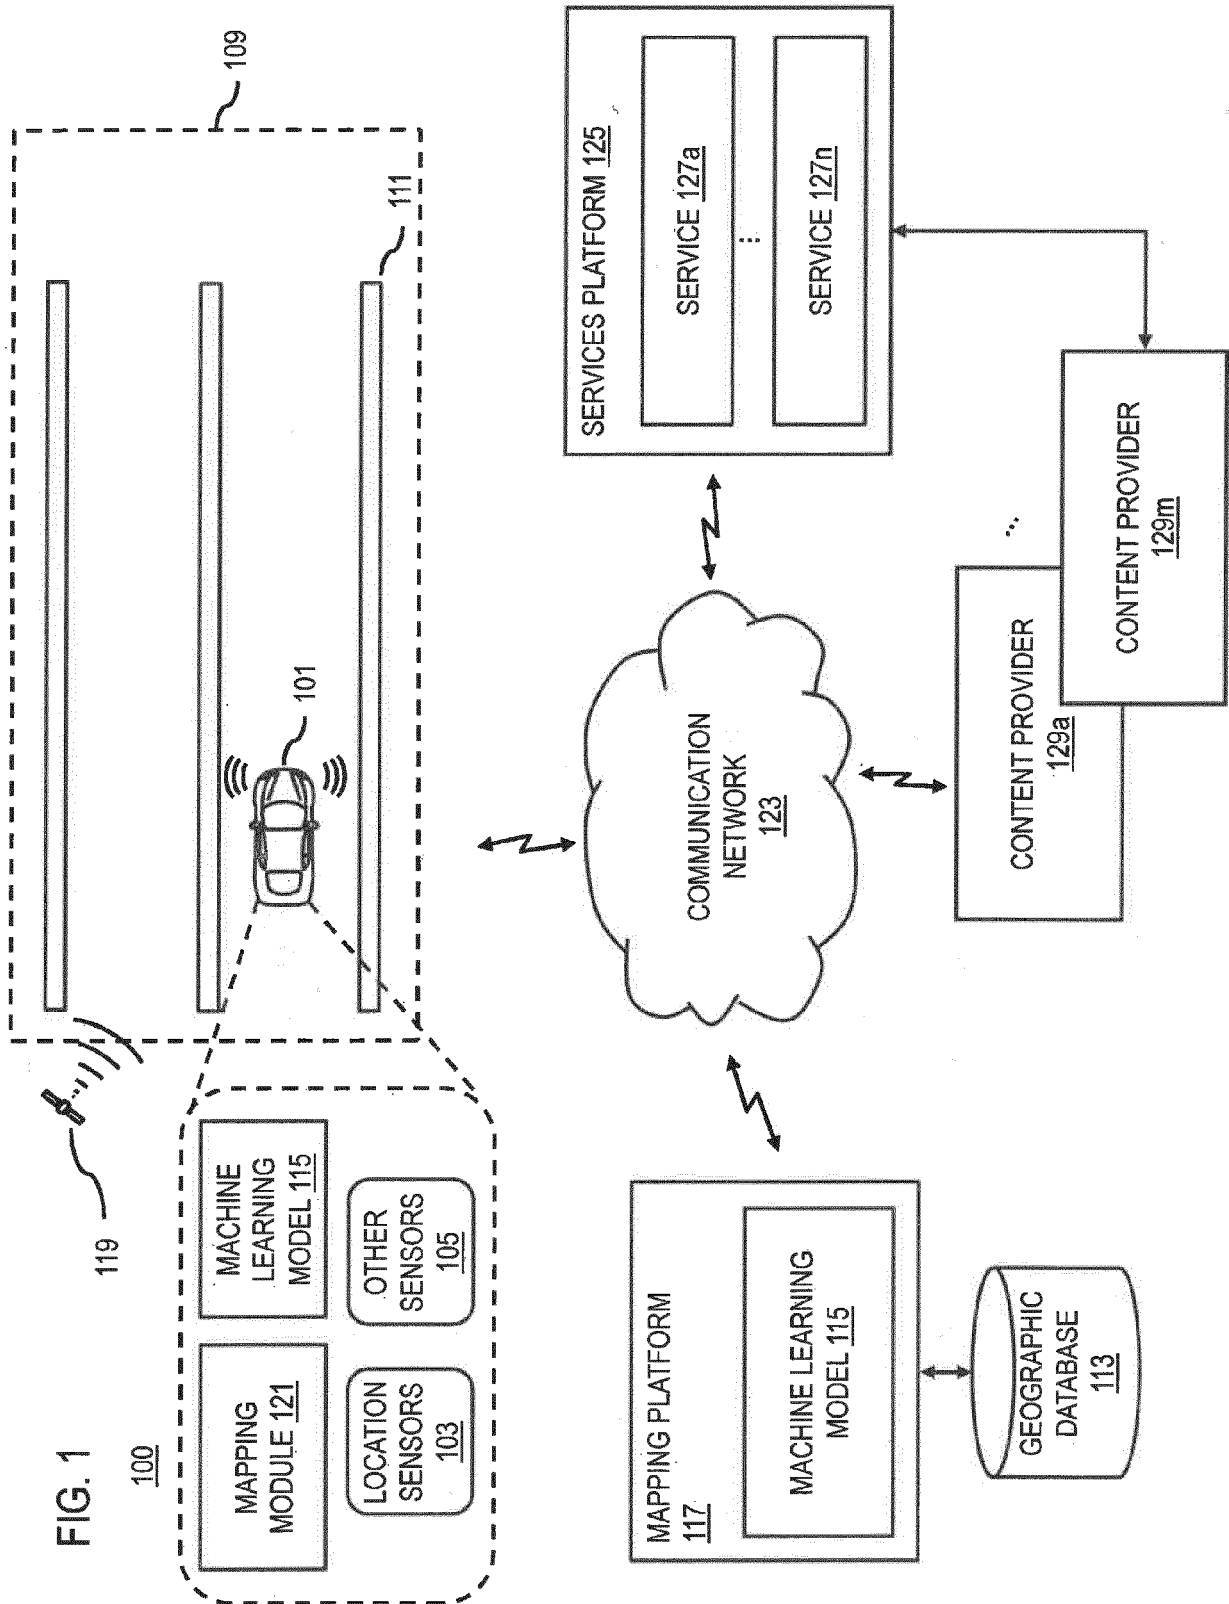 FIG. 1
100
119
109
111
101
MAPPING
MODULE 121
MACHINE
LEARNING
MODEL 115
LOCATION
SENSORS
103
OTHER
SENSORS
105
MAPPING PLATFORM
117
MACHINE LEARNING
MODEL 115
GEOGRAPHIC
DATABASE
113
COMMUNICATION
NETWORK
123
SERVICES PLATFORM 125
SERVICE 127a
...
SERVICE 127n
CONTENT PROVIDER
129a
...
CONTENT PROVIDER
129m